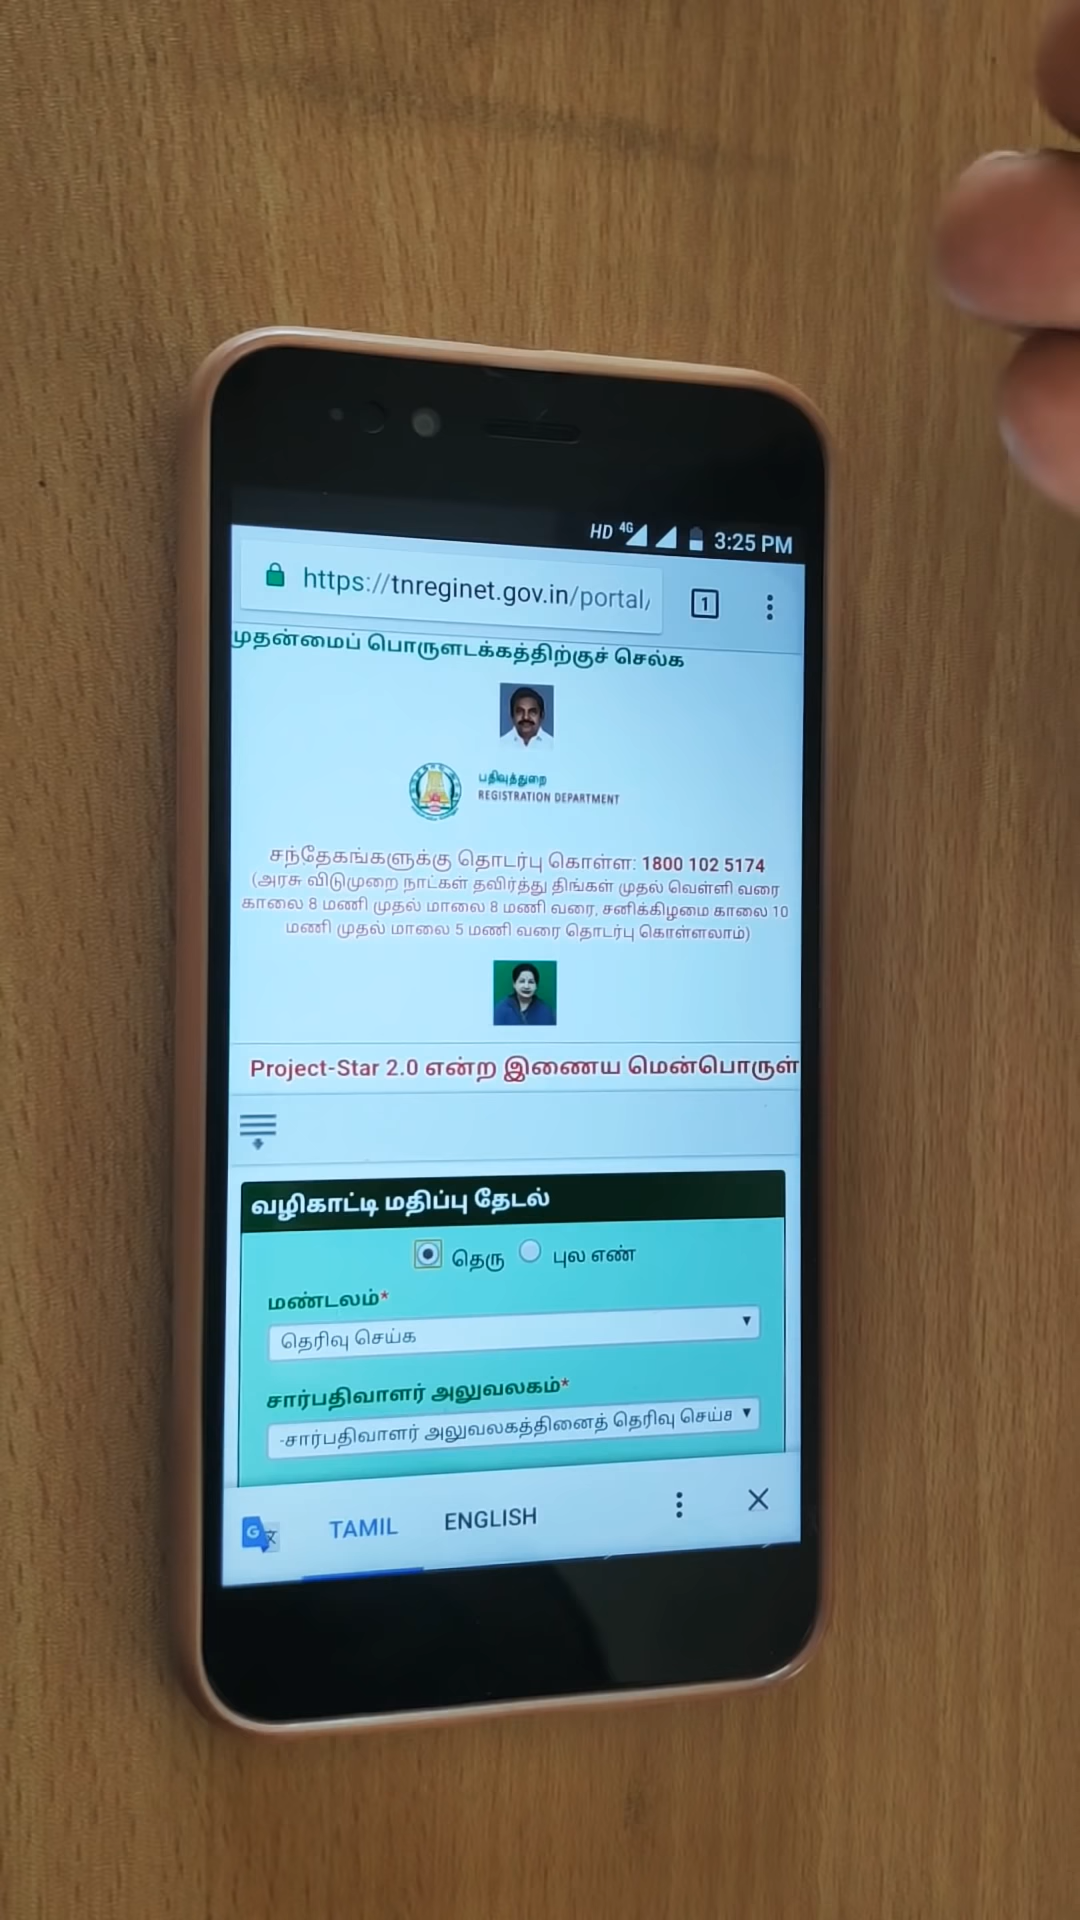 HD 4G 3:25 PM
https://tnreginet.gov.in/portal/
1
முதன்மைப் பொருளடக்கத்திற்குச் செல்க
பதிவுத்துறை
REGISTRATION DEPARTMENT
சந்தேகங்களுக்கு தொடர்பு கொள்ள: 1800 102 5174
(அரசு விடுமுறை நாட்கள் தவிர்த்து திங்கள் முதல் வெள்ளி வரை
காலை 8 மணி முதல் மாலை 8 மணி வரை, சனிக்கிழமை காலை 10
மணி முதல் மாலை 5 மணி வரை தொடர்பு கொள்ளலாம்)
Project-Star 2.0 என்ற இணைய மென்பொருள்
வழிகாட்டி மதிப்பு தேடல்
தெரு புல எண்
மண்டலம்*
தெரிவு செய்க
சார்பதிவாளர் அலுவலகம்*
-சார்பதிவாளர் அலுவலகத்தினைத் தெரிவு செய்ச
TAMIL ENGLISH